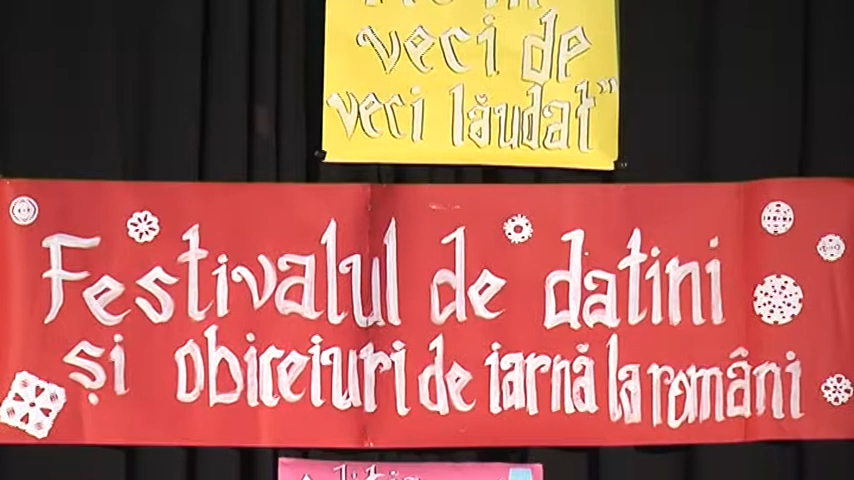 veci de
veci lăudat”
Festivalul de datini
și obiceiuri de iarnă la români